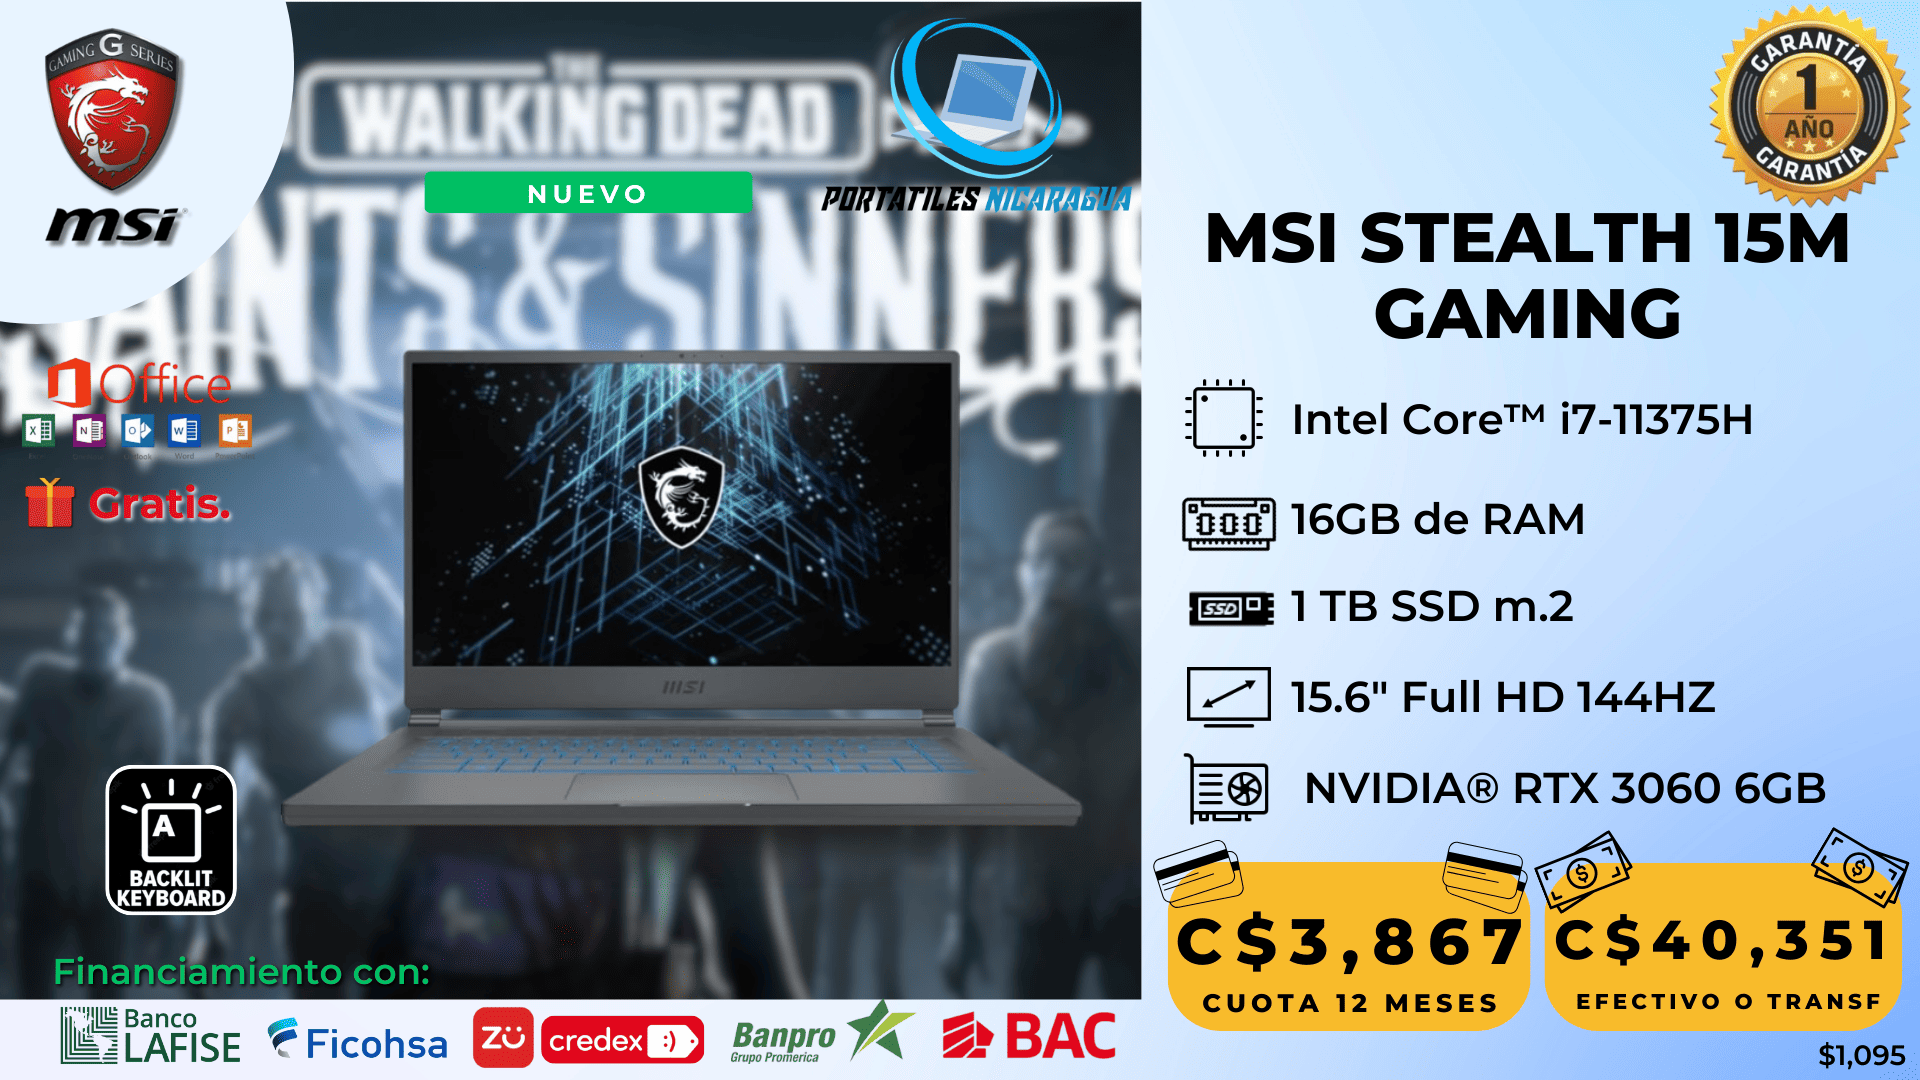 GAMING G SERIES
msi
THE
WALKING DEAD
SAINTS & SINNERS
NUEVO
PORTATILES NICARAGUA
Office
Word
Gratis.
msi
A
BACKLIT
KEYBOARD
Financiamiento con:
Banco
LAFISE
Ficohsa
zü
credex
Banpro
Grupo Promerica
BAC
GARANTÍA
1
AÑO
GARANTÍA
MSI STEALTH 15M
GAMING
Intel Core™ i7-11375H
16GB de RAM
SSD
1 TB SSD m.2
15.6" Full HD 144HZ
NVIDIA® RTX 3060 6GB
C$3,867
CUOTA 12 MESES
C$40,351
EFECTIVO O TRANSF
$1,095